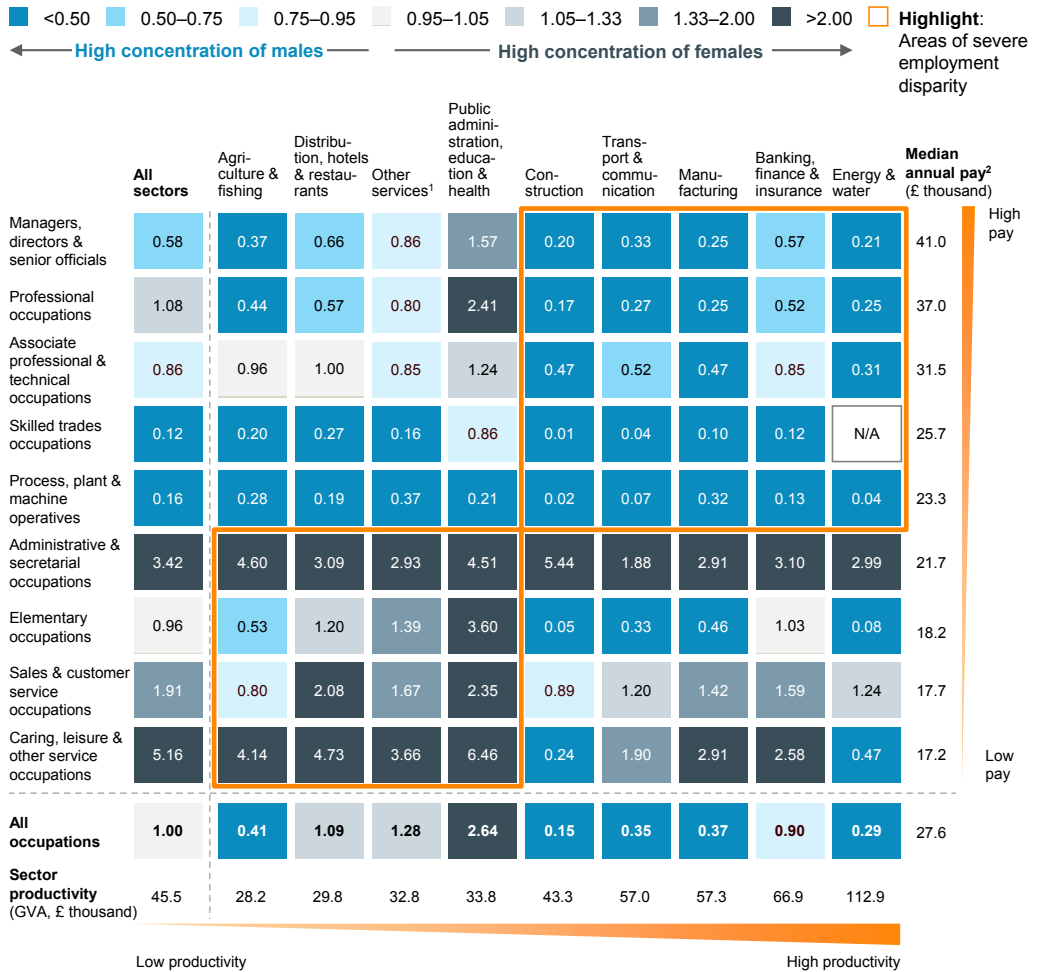 <0.50 0.50–0.75 0.75–0.95 0.95–1.05 1.05–1.33 1.33–2.00 >2.00 Highlight:
Areas of severe
employment
disparity
High concentration of males High concentration of females
All
sectors
Agri-
culture &
fishing
Distribu-
tion, hotels
& restau-
rants
Other
services¹
Public
admini-
stration,
educa-
tion &
health
Con-
struction
Trans-
port &
commu-
nication
Manu-
facturing
Banking,
finance &
insurance
Energy &
water
Median
annual pay²
(£ thousand)
High
pay
Managers,
directors &
senior officials
0.58 0.37 0.66 0.86 1.57 0.20 0.33 0.25 0.57 0.21 41.0
Professional
occupations
1.08 0.44 0.57 0.80 2.41 0.17 0.27 0.25 0.52 0.25 37.0
Associate
professional &
technical
occupations
0.86 0.96 1.00 0.85 1.24 0.47 0.52 0.47 0.85 0.31 31.5
Skilled trades
occupations
0.12 0.20 0.27 0.16 0.86 0.01 0.04 0.10 0.12 N/A 25.7
Process, plant &
machine
operatives
0.16 0.28 0.19 0.37 0.21 0.02 0.07 0.32 0.13 0.04 23.3
Administrative &
secretarial
occupations
3.42 4.60 3.09 2.93 4.51 5.44 1.88 2.91 3.10 2.99 21.7
Elementary
occupations
0.96 0.53 1.20 1.39 3.60 0.05 0.33 0.46 1.03 0.08 18.2
Sales & customer
service
occupations
1.91 0.80 2.08 1.67 2.35 0.89 1.20 1.42 1.59 1.24 17.7
Caring, leisure &
other service
occupations
5.16 4.14 4.73 3.66 6.46 0.24 1.90 2.91 2.58 0.47 17.2
Low
pay
All
occupations
1.00 0.41 1.09 1.28 2.64 0.15 0.35 0.37 0.90 0.29 27.6
Sector
productivity
(GVA, £ thousand)
45.5 28.2 29.8 32.8 33.8 43.3 57.0 57.3 66.9 112.9
Low productivity High productivity